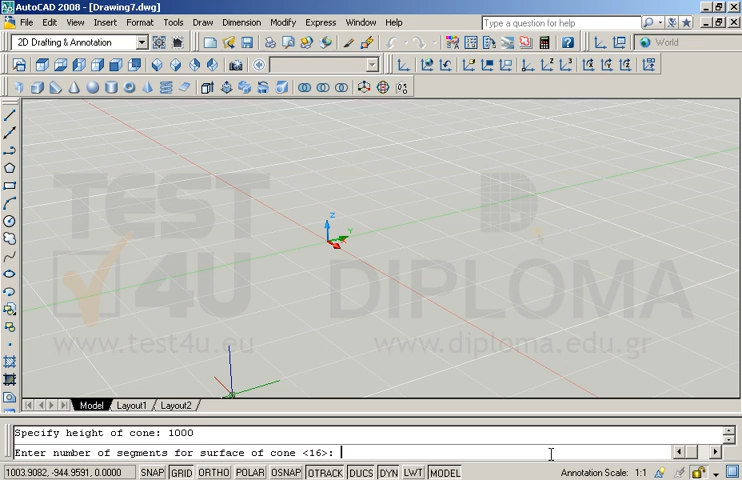 AutoCAD 2008 - [Drawing7.dwg]
File Edit View Insert Format Tools Draw Dimension Modify Express Window Help
Type a question for help
2D Drafting & Annotation
World
TEST
4U
www.test4u.eu
DIPLOMA
www.diploma.edu.gr
Z
Y
Model Layout1 Layout2
Specify height of cone: 1000
Enter number of segments for surface of cone <16>:
1003.9082, -944.9591, 0.0000 SNAP GRID ORTHO POLAR OSNAP OTRACK DUCS DYN LWT MODEL Annotation Scale: 1:1